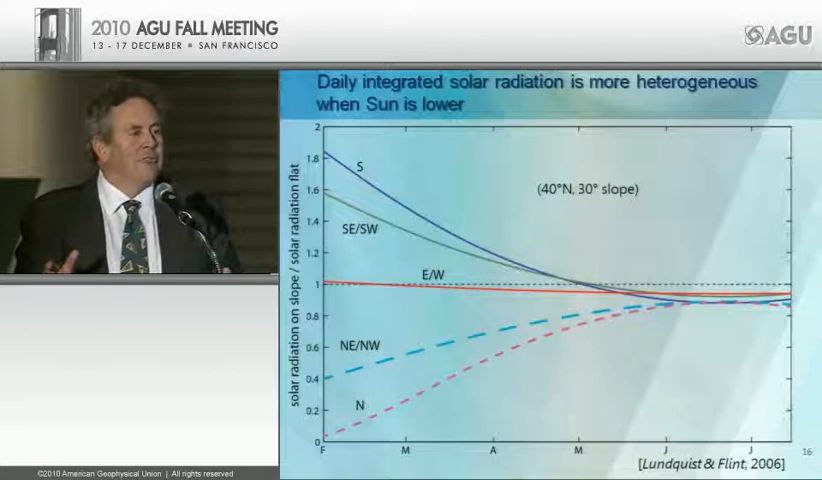 2010 AGU FALL MEETING
13 - 17 DECEMBER ■ SAN FRANCISCO
AGU
Daily integrated solar radiation is more heterogeneous
when Sun is lower
solar radiation on slope / solar radiation flat
2
1.8
1.6
1.4
1.2
1
0.8
0.6
0.4
0.2
0
S
(40°N, 30° slope)
SE/SW
E/W
NE/NW
N
F
M
A
M
J
J
16
[Lundquist & Flint, 2006]
©2010 American Geophysical Union | All rights reserved